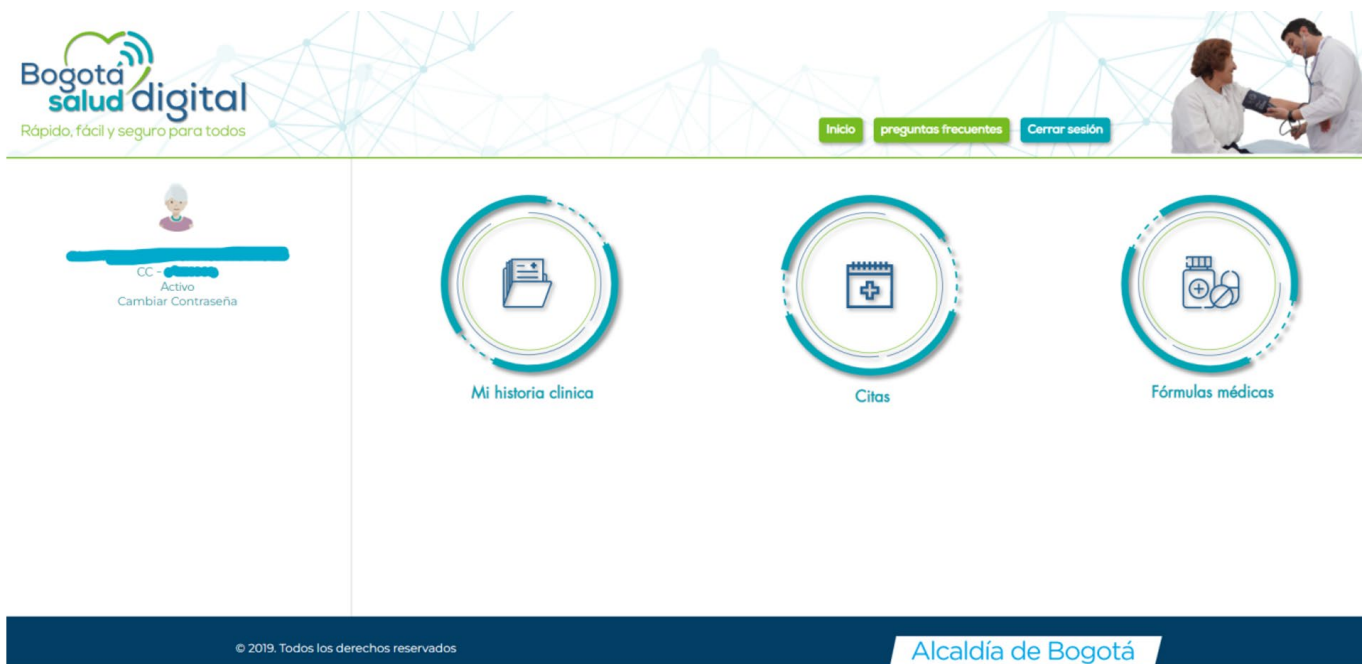 Bogotá
salud digital
Rápido, fácil y seguro para todos
Inicio
preguntas frecuentes
Cerrar sesión
CC -
Activo
Cambiar Contraseña
Mi historia clinica
Citas
Fórmulas médicas
© 2019. Todos los derechos reservados
Alcaldía de Bogotá